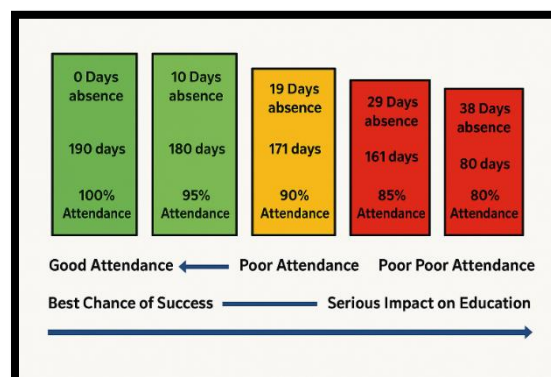 0 Days
absence
190 days
100%
Attendance
10 Days
absence
180 days
95%
Attendance
19 Days
absence
171 days
90%
Attendance
29 Days
absence
161 days
85%
Attendance
38 Days
absence
80 days
80%
Attendance
Good Attendance Poor Attendance Poor Poor Attendance
Best Chance of Success Serious Impact on Education